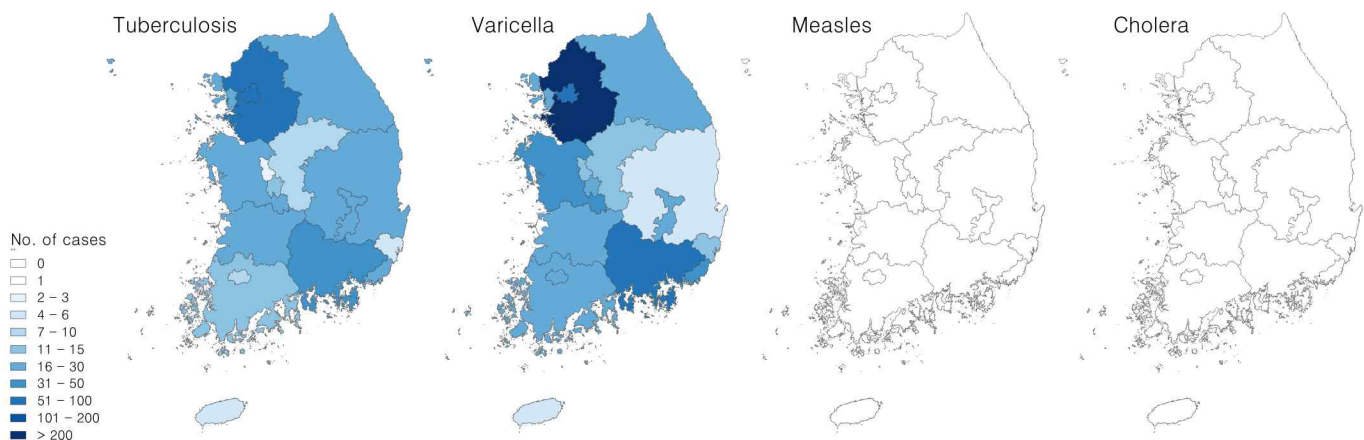 Tuberculosis
Varicella
Measles
Cholera
No. of cases
0
1
2 - 3
4 - 6
7 - 10
11 - 15
16 - 30
31 - 50
51 - 100
101 - 200
> 200